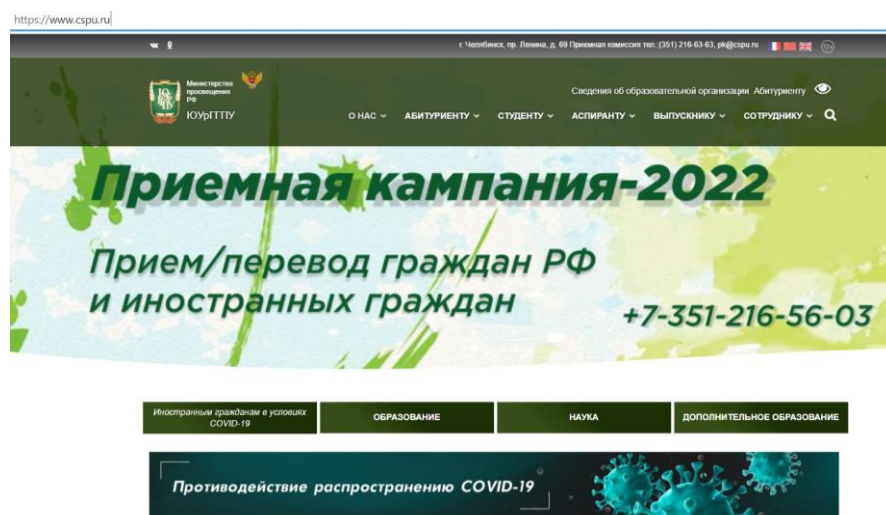 https://www.cspu.ru
г. Челябинск, пр. Ленина, д. 69 Приемная комиссия тел.:(351) 216-63-63, pk@cspu.ru
Министерство
просвещения
РФ
ЮУрГГПУ
Сведения об образовательной организации Абитуриенту
О НАС АБИТУРИЕНТУ СТУДЕНТУ АСПИРАНТУ ВЫПУСКНИКУ СОТРУДНИКУ
Приемная кампания-2022
Прием/перевод граждан РФ
и иностранных граждан
+7-351-216-56-03
Иностранным гражданам в условиях
COVID-19
ОБРАЗОВАНИЕ
НАУКА
ДОПОЛНИТЕЛЬНОЕ ОБРАЗОВАНИЕ
Противодействие распространению COVID-19